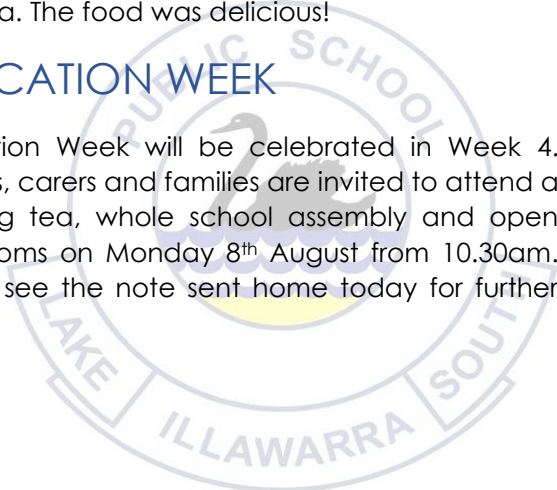 a. The food was delicious!
CATION WEEK
tion Week will be celebrated in Week 4.
s, carers and families are invited to attend a
g tea, whole school assembly and open
oms on Monday 8th August from 10.30am.
see the note sent home today for further
PUBLIC SCHOOL
LAKE ILLAWARRA SOUTH